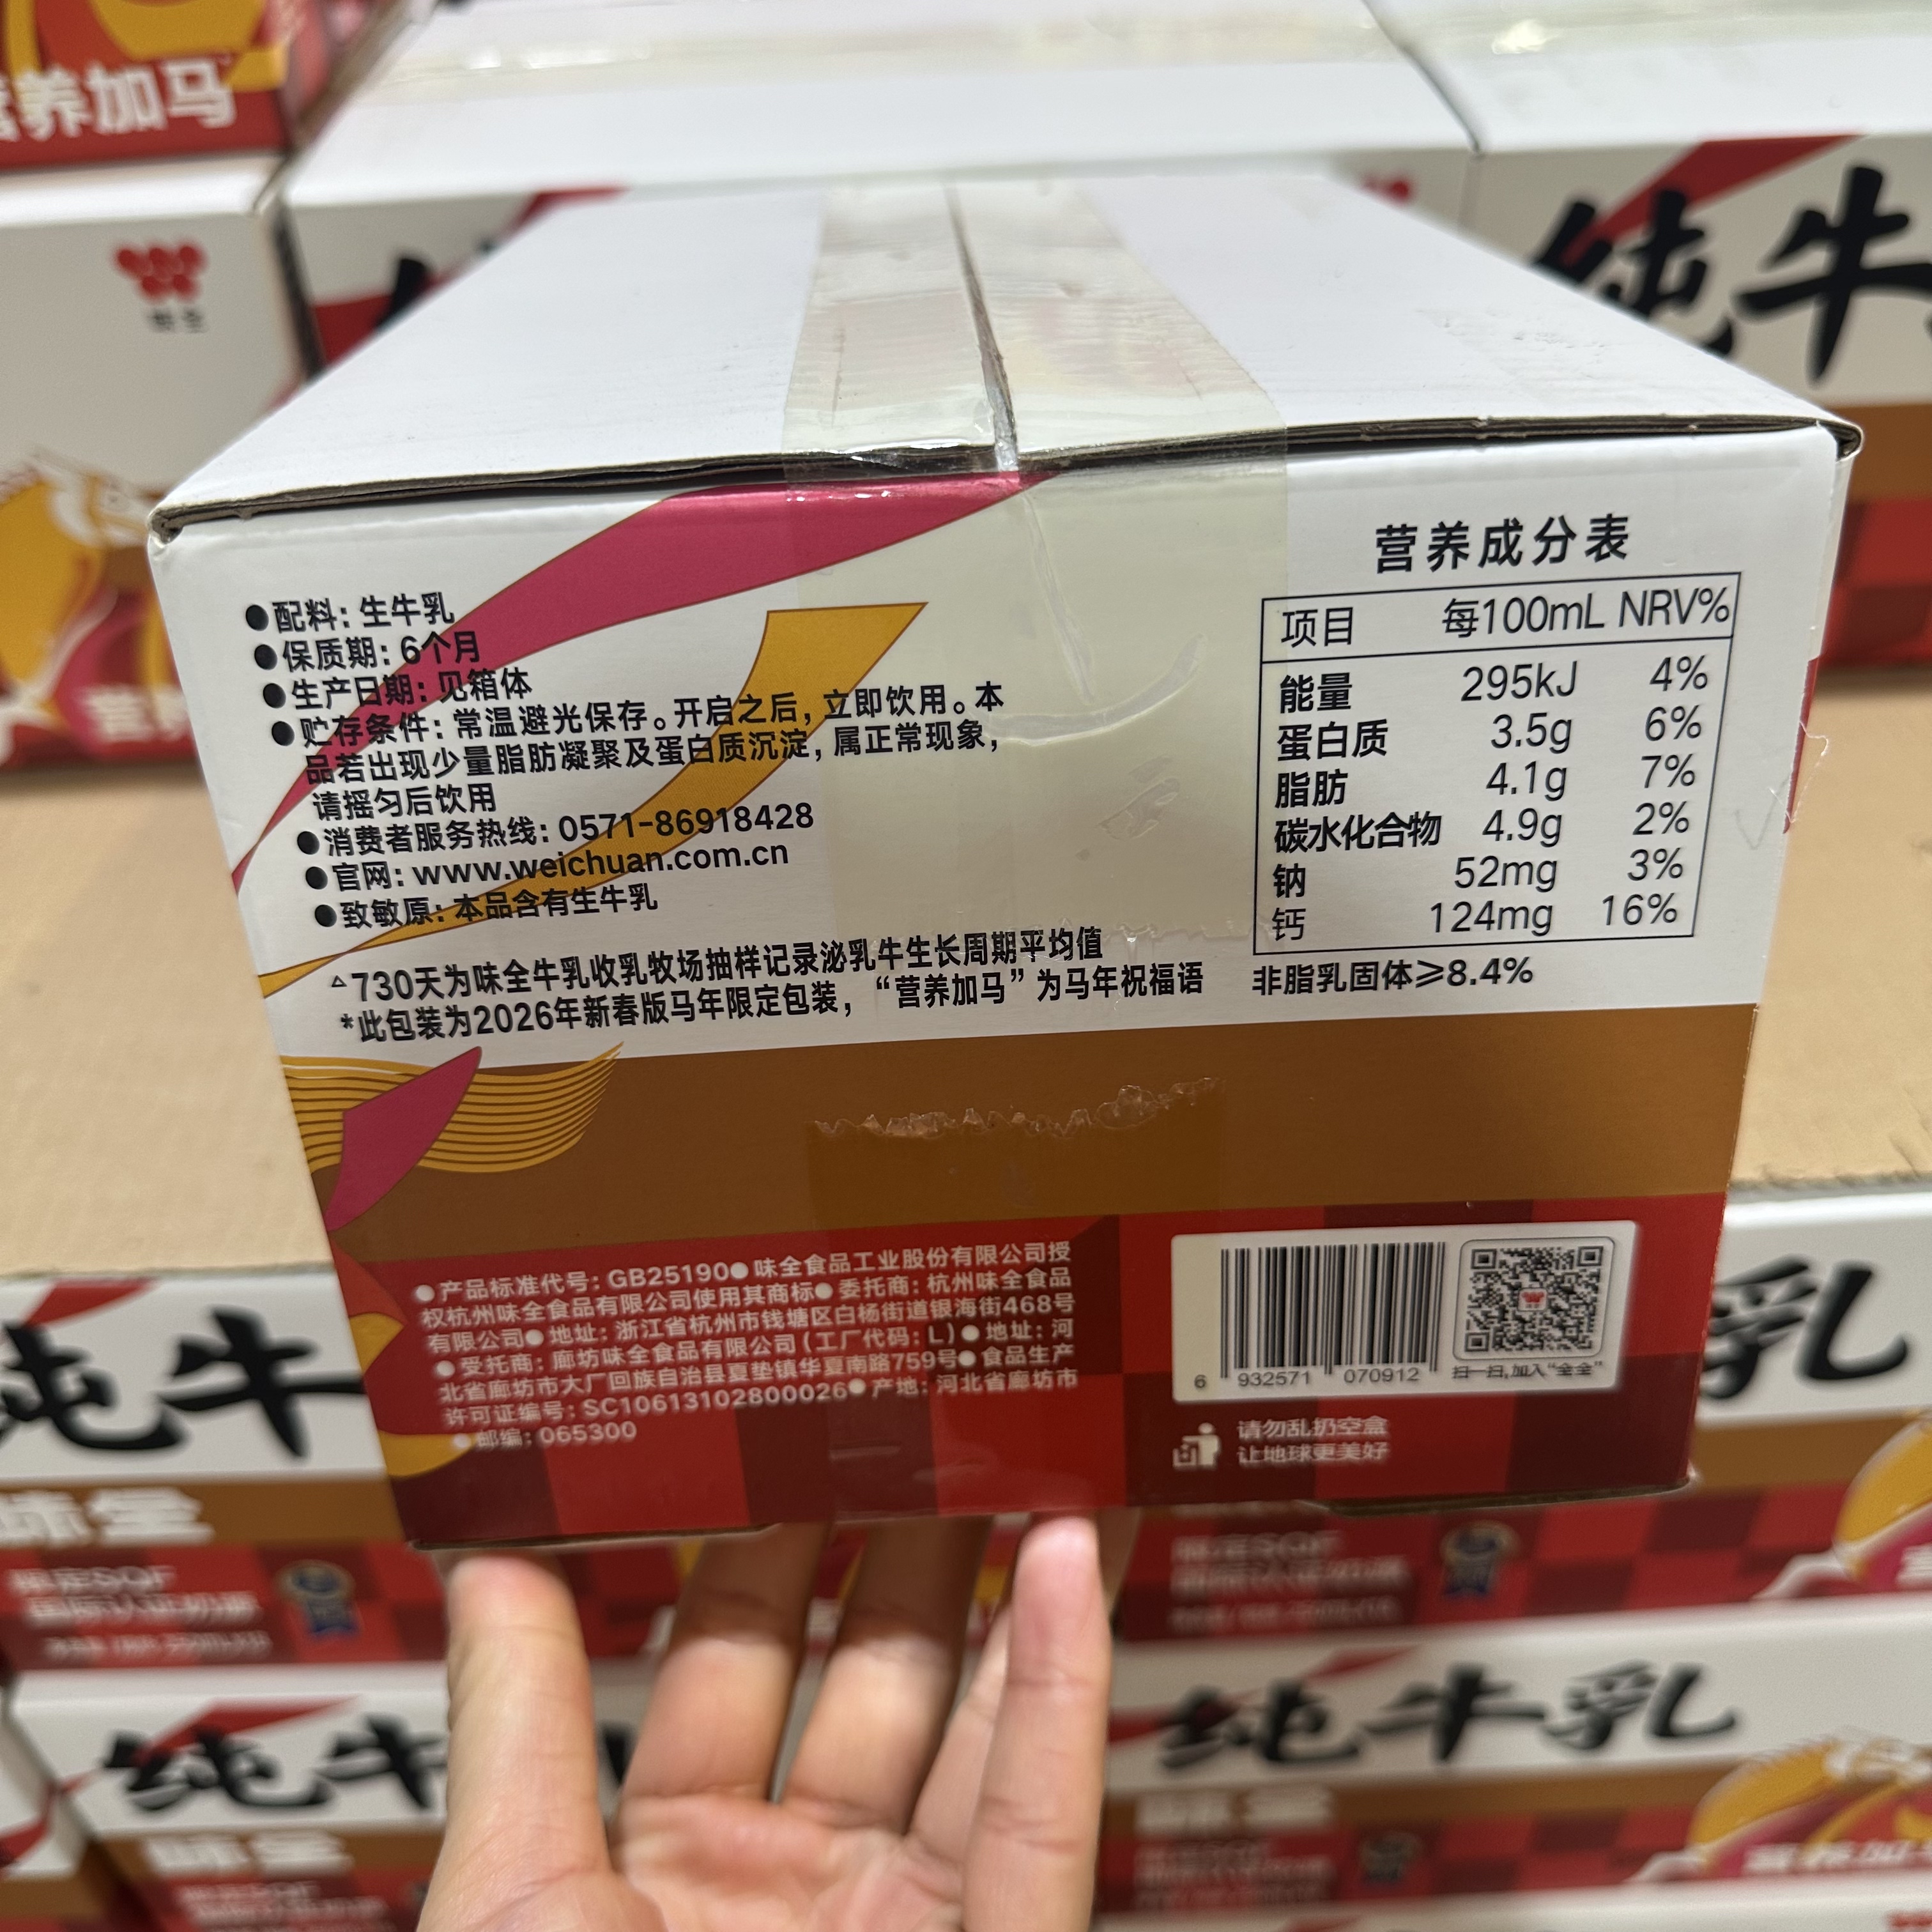 营养加马
味全
纯牛
●配料: 生牛乳
●保质期: 6个月
●生产日期: 见箱体
●贮存条件: 常温避光保存。开启之后, 立即饮用。本
品若出现少量脂肪凝聚及蛋白质沉淀, 属正常现象,
请摇匀后饮用
●消费者服务热线: 0571-86918428
●官网: www.weichuan.com.cn
●致敏原: 本品含有生牛乳
△730天为味全牛乳收乳牧场抽样记录泌乳牛生长周期平均值
*此包装为2026年新春版马年限定包装, “营养加马”为马年祝福语
营养成分表
项目 每100mL NRV%
能量 295kJ 4%
蛋白质 3.5g 6%
脂肪 4.1g 7%
碳水化合物 4.9g 2%
钠 52mg 3%
钙 124mg 16%
非脂乳固体≥8.4%
●产品标准代号: GB25190●味全食品工业股份有限公司授
权杭州味全食品有限公司使用其商标●委托商: 杭州味全食品
有限公司●地址: 浙江省杭州市钱塘区白杨街道银海街468号
●受托商: 廊坊味全食品有限公司(工厂代码: L)●地址: 河
北省廊坊市大厂回族自治县夏垫镇华夏南路759号●食品生产
许可证编号: SC10613102800026●产地: 河北省廊坊市
●邮编: 065300
6 932571 070912
扫一扫,加入“全全”
请勿乱扔空盒
让地球更美好
纯牛
味全
乳
纯牛
味全
纯牛乳
味全